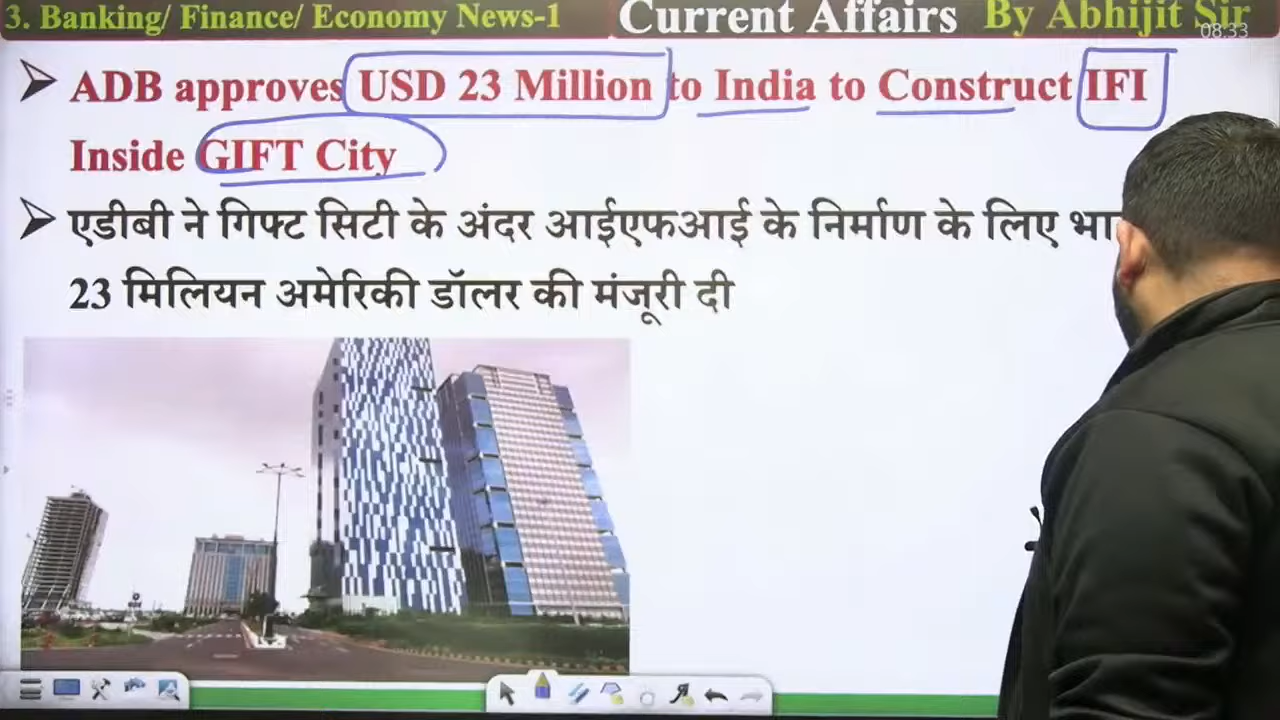 3. Banking/ Finance/ Economy News-1 Current Affairs By Abhijit Sir
08:33
ADB approves USD 23 Million to India to Construct IFI
Inside GIFT City
एडीबी ने गिफ्ट सिटी के अंदर आईएफआई के निर्माण के लिए
23 मिलियन अमेरिकी डॉलर की मंजूरी दी